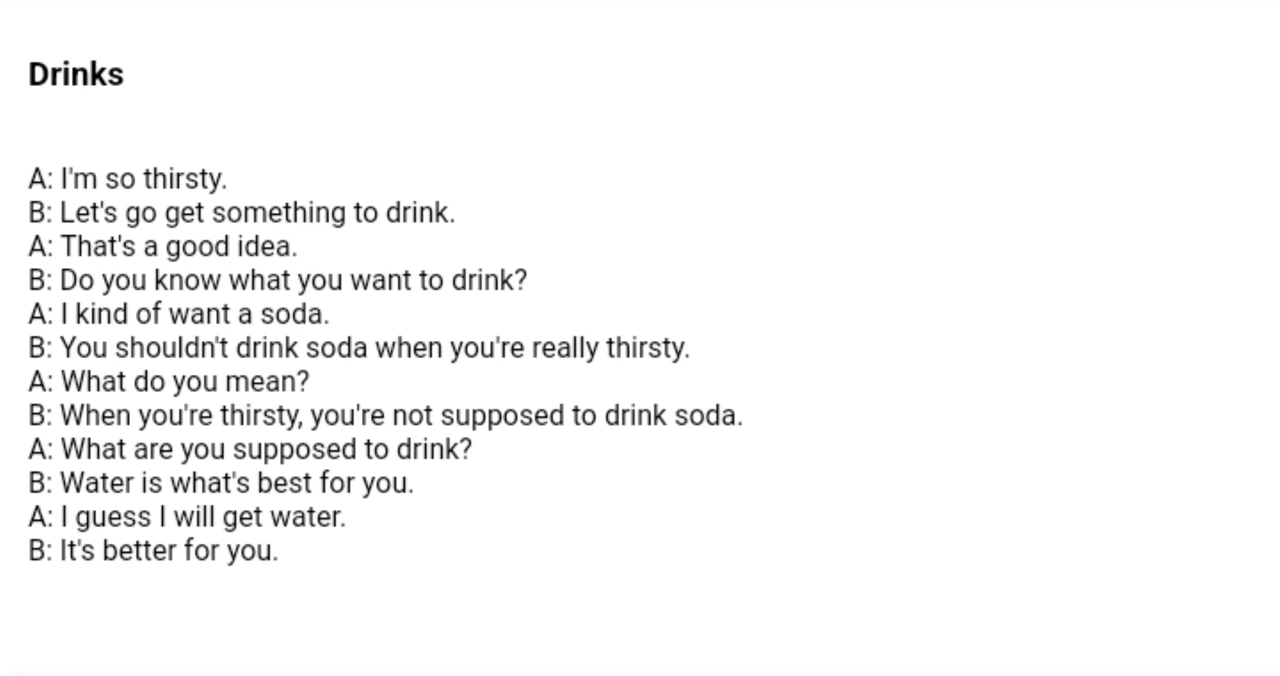 Drinks
A: I'm so thirsty.
B: Let's go get something to drink.
A: That's a good idea.
B: Do you know what you want to drink?
A: I kind of want a soda.
B: You shouldn't drink soda when you're really thirsty.
A: What do you mean?
B: When you're thirsty, you're not supposed to drink soda.
A: What are you supposed to drink?
B: Water is what's best for you.
A: I guess I will get water.
B: It's better for you.